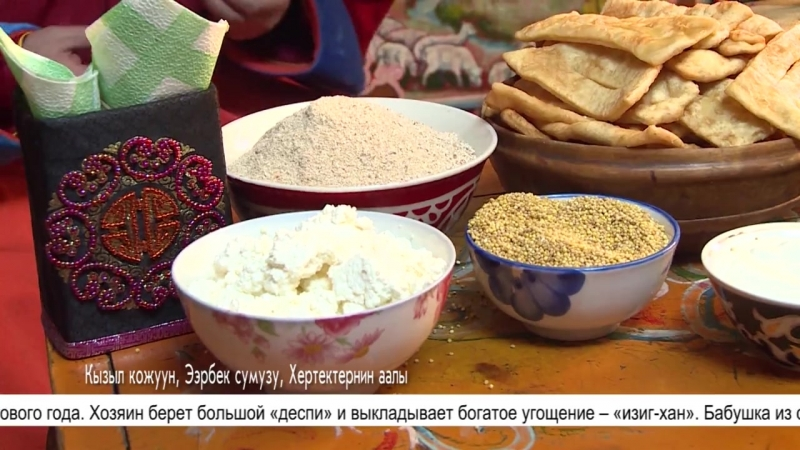 Кызыл кожуун, Ээрбек сумузу, Хертектернин аалы
ового года. Хозяин берет большой «деспи» и выкладывает богатое угощение – «изиг-хан». Бабушка из